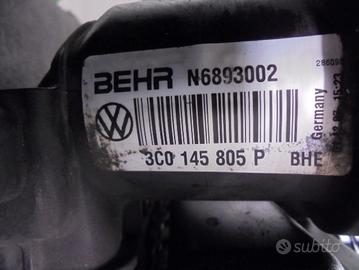 BEHR N6893002
3C0 145 805 P BHE
Germany
subito